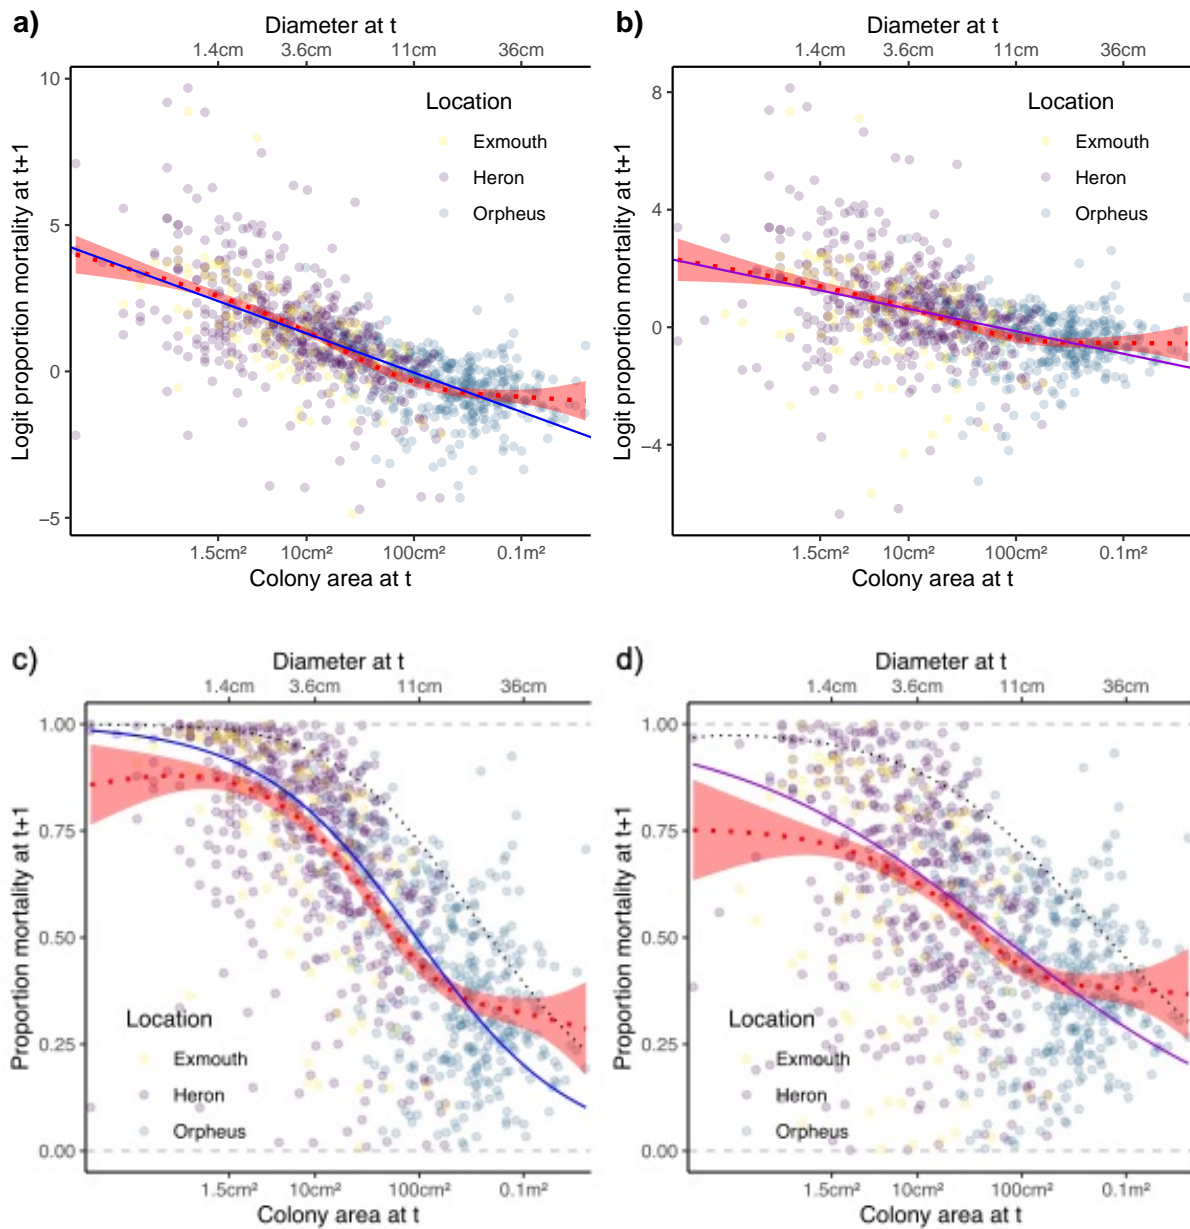 a)
Diameter at t
1.4cm 3.6cm 11cm 36cm
Logit proportion mortality at t+1
10
5
0
−5
Location
Exmouth
Heron
Orpheus
1.5cm² 10cm² 100cm² 0.1m²
Colony area at t
b)
Diameter at t
1.4cm 3.6cm 11cm 36cm
Logit proportion mortality at t+1
8
4
0
−4
Location
Exmouth
Heron
Orpheus
1.5cm² 10cm² 100cm² 0.1m²
Colony area at t
c)
Diameter at t
1.4cm 3.6cm 11cm 36cm
Proportion mortality at t+1
1.00
0.75
0.50
0.25
0.00
Location
Exmouth
Heron
Orpheus
1.5cm² 10cm² 100cm² 0.1m²
Colony area at t
d)
Diameter at t
1.4cm 3.6cm 11cm 36cm
Proportion mortality at t+1
1.00
0.75
0.50
0.25
0.00
Location
Exmouth
Heron
Orpheus
1.5cm² 10cm² 100cm² 0.1m²
Colony area at t